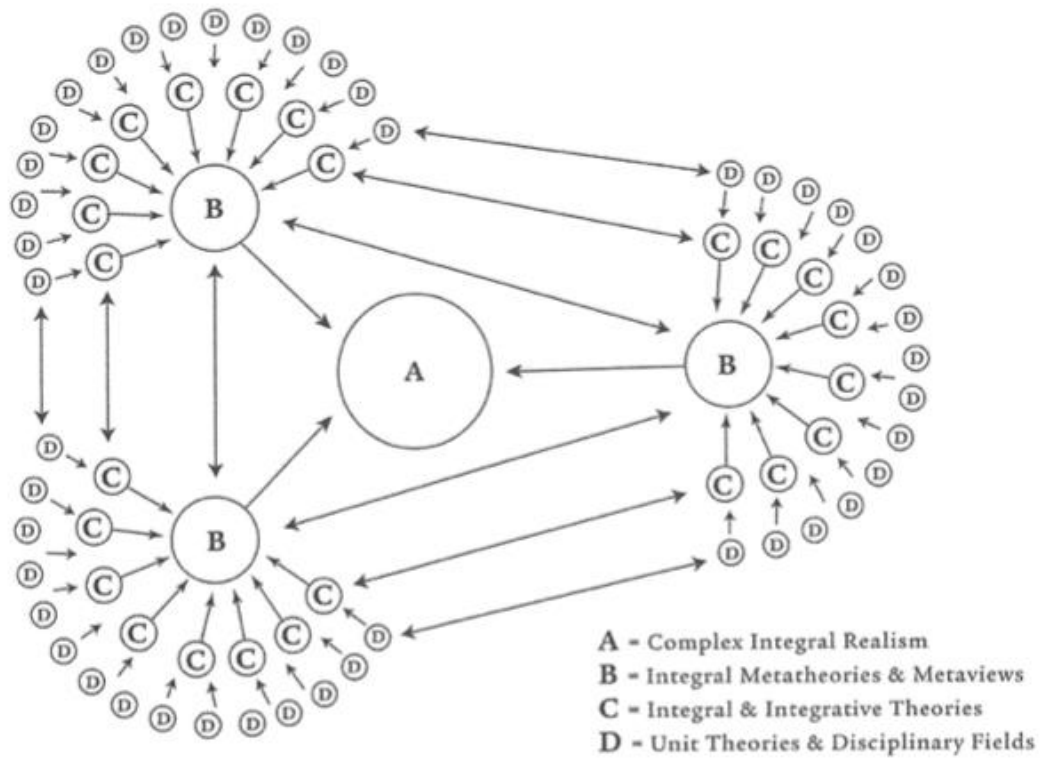 D D D D D D D D D D D D D D D
C C C C C C C C
B
D D D D D D D D D D D D D D D
C C C C C C C C
B
A
B
C C C C C C C C
D D D D D D D D D D D D D D D
A - Complex Integral Realism
B - Integral Metatheories & Metaviews
C - Integral & Integrative Theories
D - Unit Theories & Disciplinary Fields